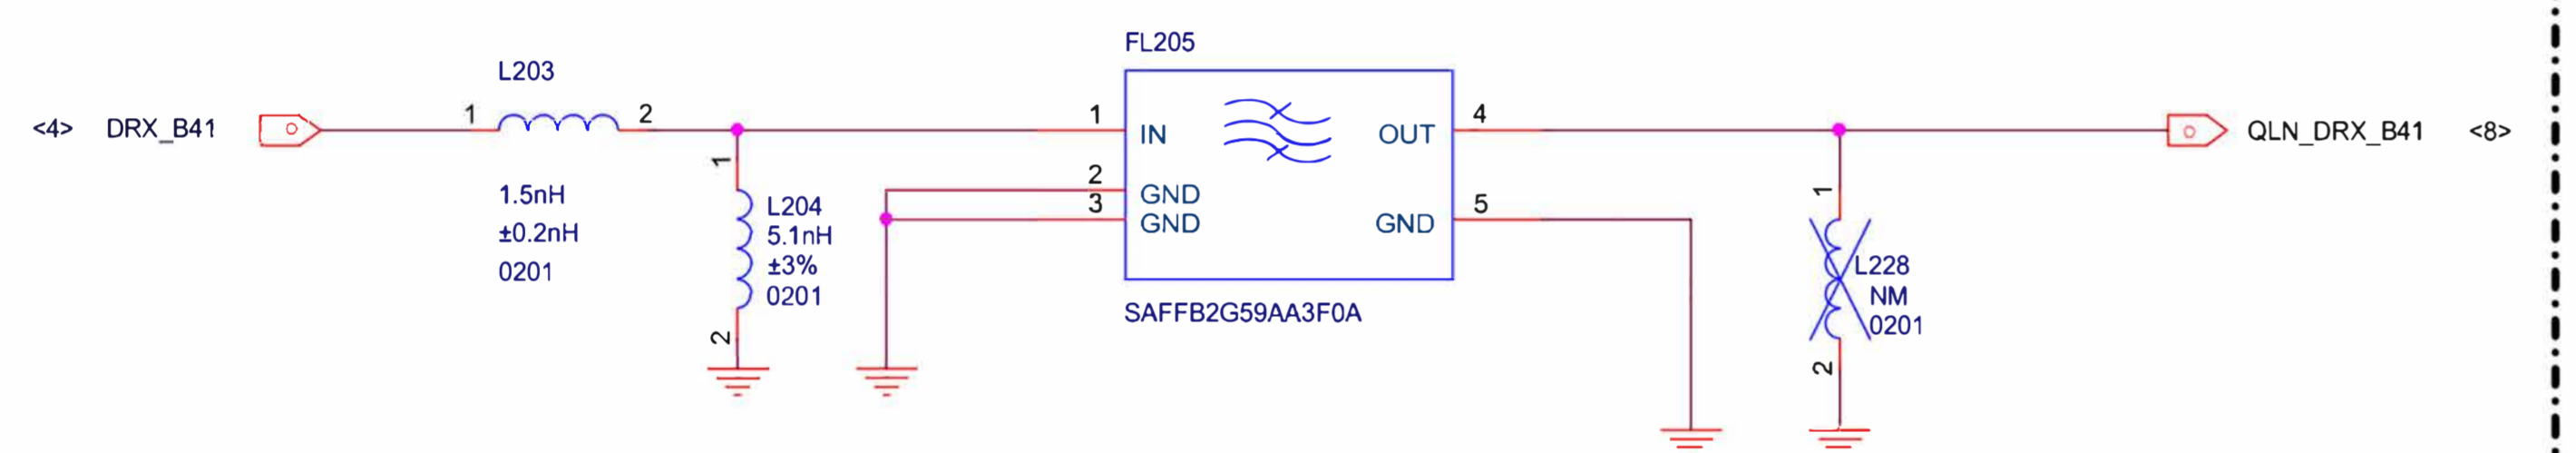 FL205
L203
<4> DRX_B41
1
2
1
IN
OUT
4
QLN_DRX_B41 <8>
1
2
GND
3
GND
GND
5
1
1.5nH
±0.2nH
0201
L204
5.1nH
±3%
0201
2
SAFFB2G59AA3F0A
L228
NM
0201
2